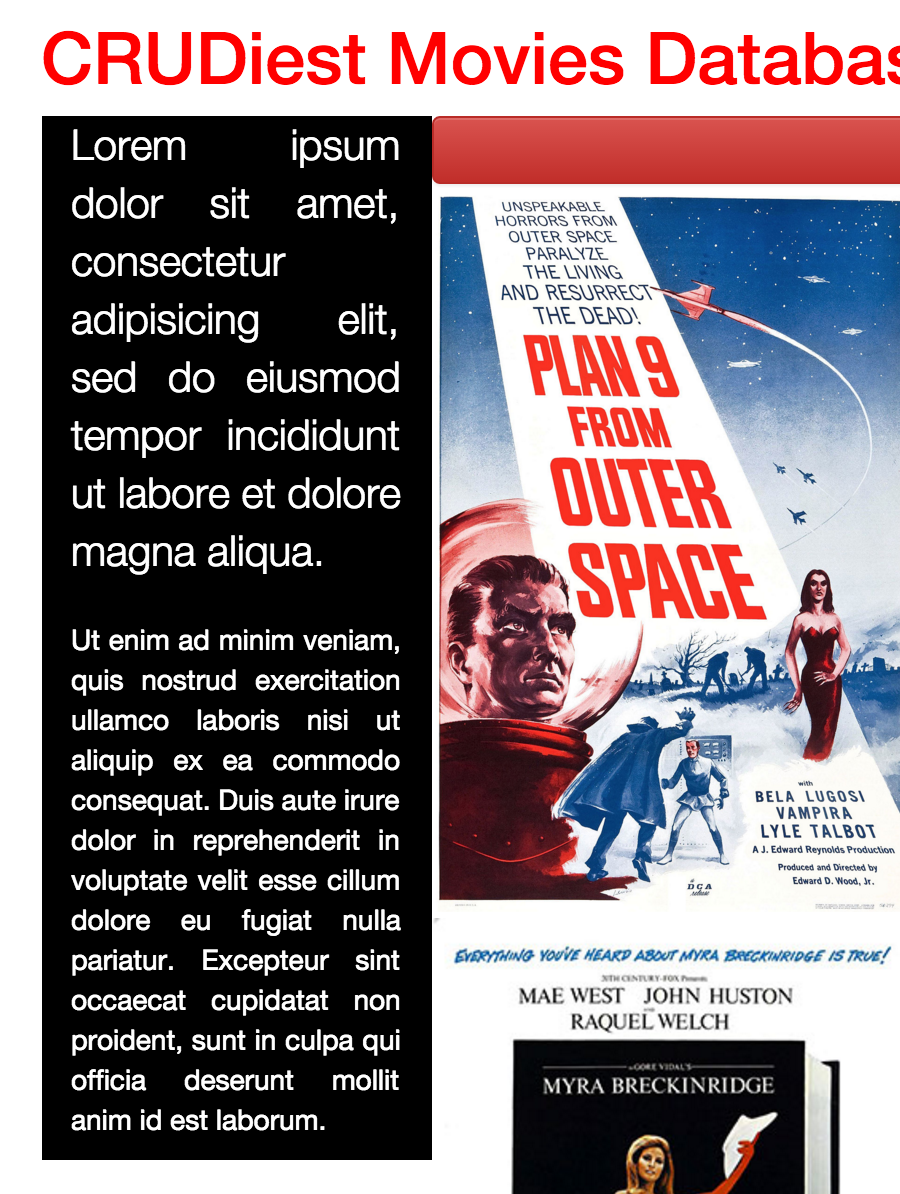 CRUDiest Movies Databas
Lorem ipsum
dolor sit amet,
consectetur
adipisicing elit,
sed do eiusmod
tempor incididunt
ut labore et dolore
magna aliqua.
Ut enim ad minim veniam,
quis nostrud exercitation
ullamco laboris nisi ut
aliquip ex ea commodo
consequat. Duis aute irure
dolor in reprehenderit in
voluptate velit esse cillum
dolore eu fugiat nulla
pariatur. Excepteur sint
occaecat cupidatat non
proident, sunt in culpa qui
officia deserunt mollit
anim id est laborum.
UNSPEAKABLE
HORRORS FROM
OUTER SPACE
PARALYZE
THE LIVING
AND RESURRECT
THE DEAD!
PLAN 9
FROM
OUTER
SPACE
with
BELA LUGOSI
VAMPIRA
LYLE TALBOT
A J. Edward Reynolds Production
Produced and Directed by
Edward D. Wood, Jr.
a
DCA
release
EVERYTHING YOU'VE HEARD ABOUT MYRA BRECKINRIDGE IS TRUE!
20TH CENTURY-FOX Presents
MAE WEST JOHN HUSTON
and
RAQUEL WELCH
GORE VIDAL'S
MYRA BRECKINRIDGE